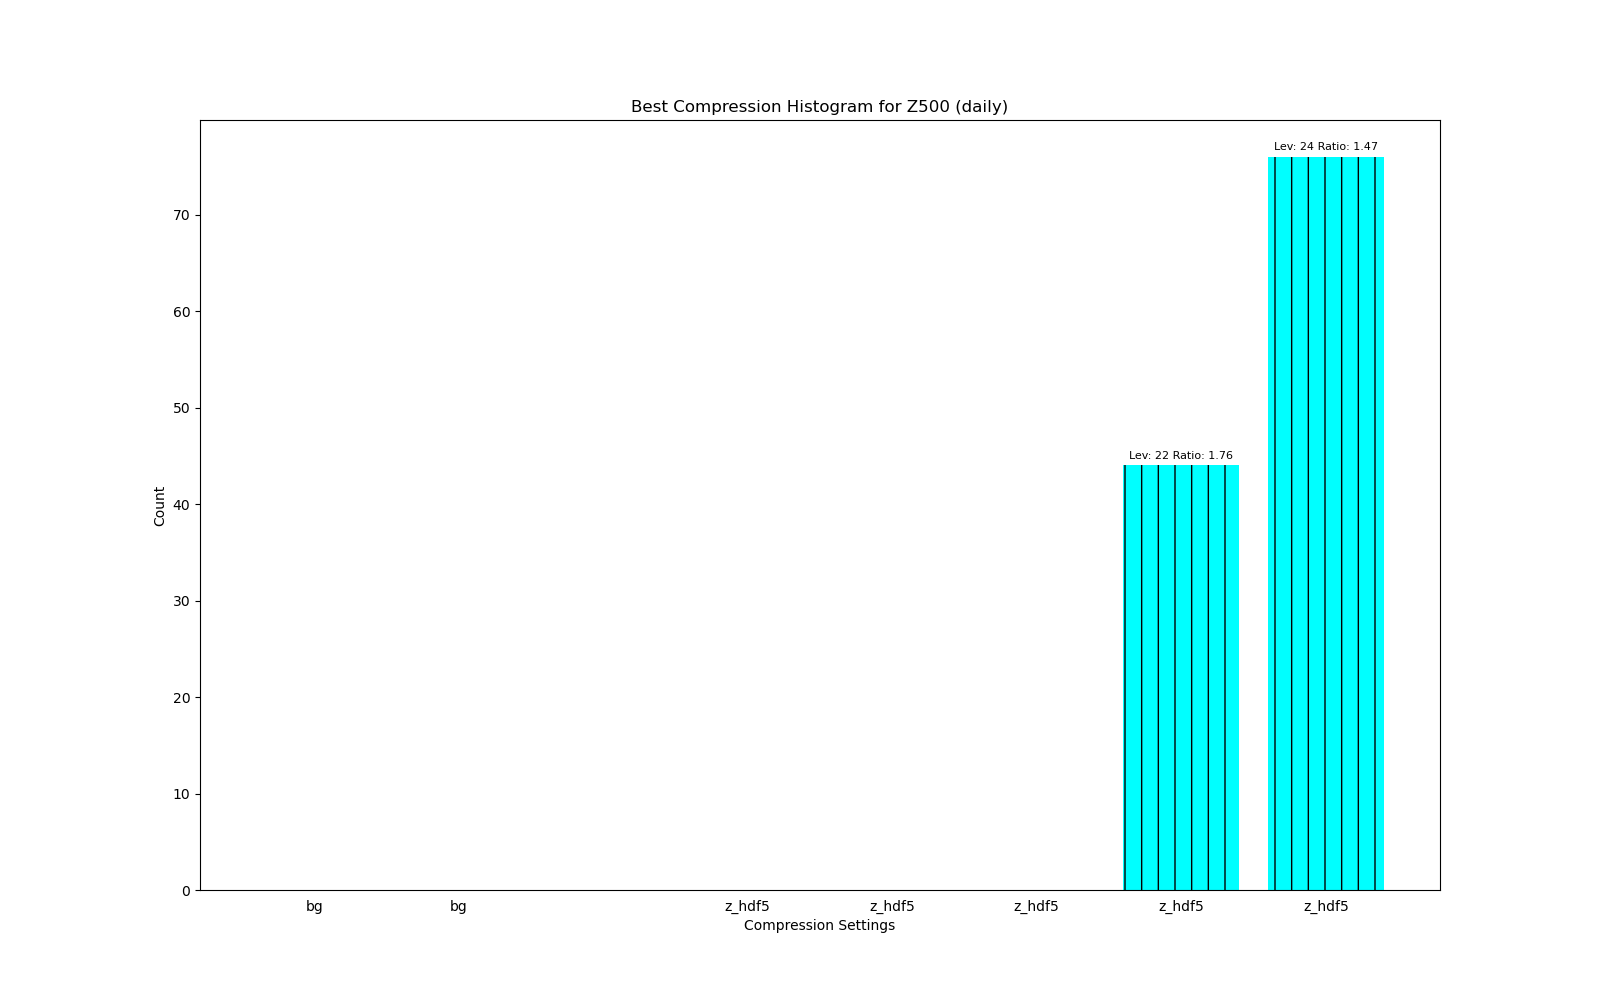 Best Compression Histogram for Z500 (daily)
Lev: 24 Ratio: 1.47
70
60
50
Lev: 22 Ratio: 1.76
40
Count
30
20
10
0
bg bg z_hdf5 z_hdf5 z_hdf5 z_hdf5 z_hdf5
Compression Settings